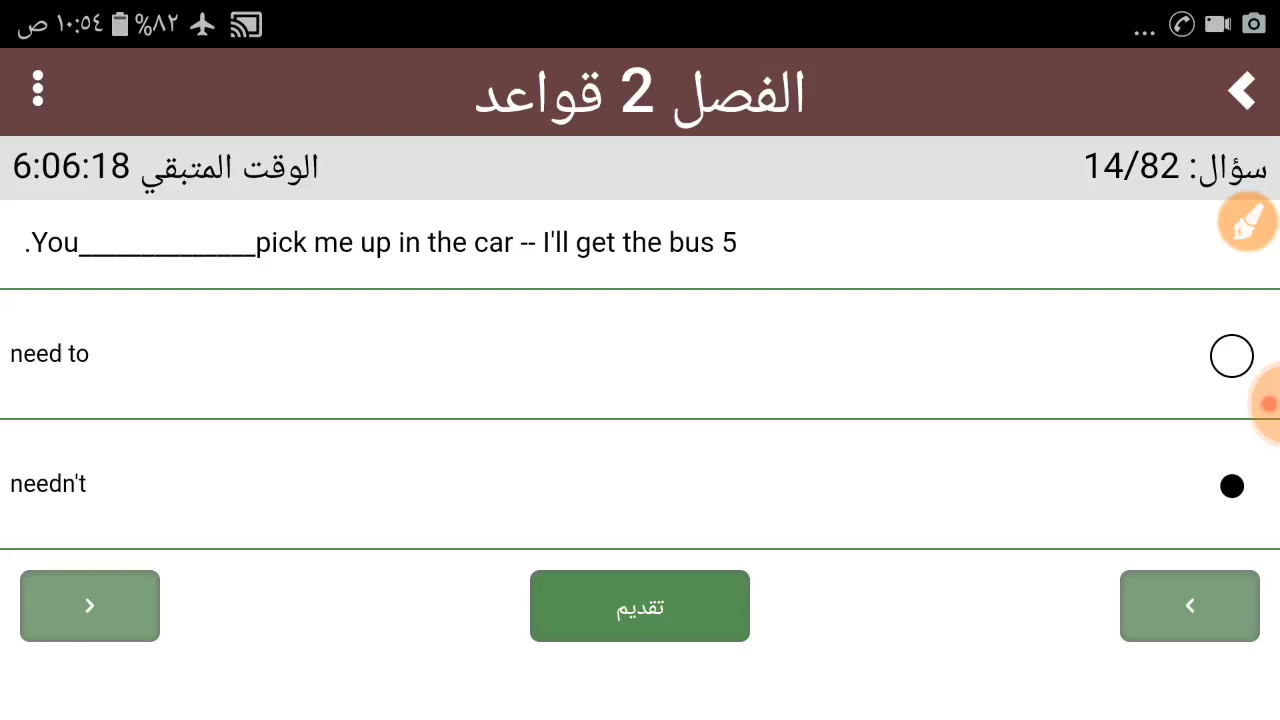 ١٠:٥٤ ص %٨٢ ...
الفصل 2 قواعد
سؤال: 14/82 الوقت المتبقي 6:06:18
.You______________pick me up in the car -- I'll get the bus 5
need to
needn't
تقديم